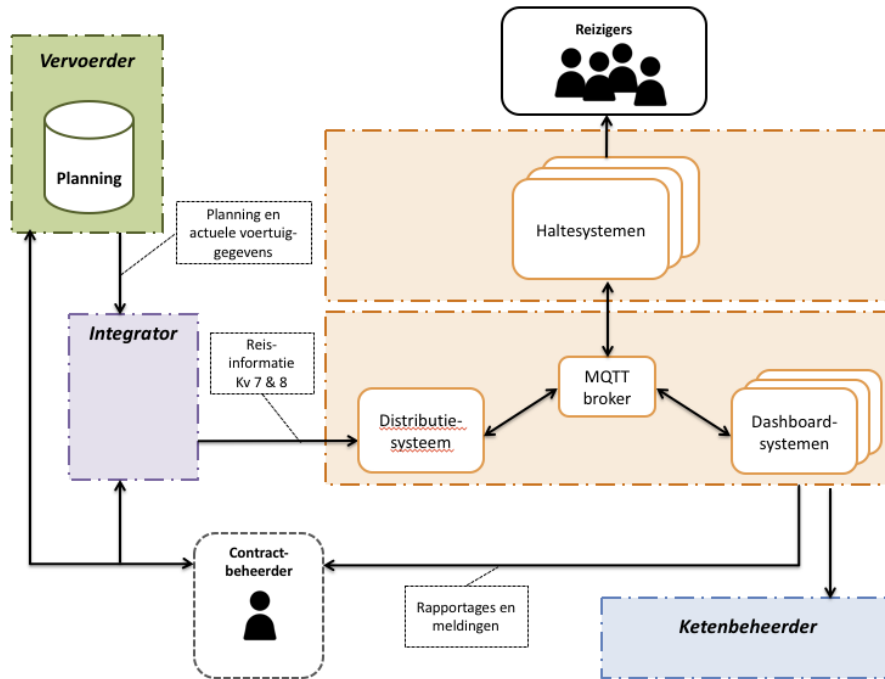 Reizigers
Vervoerder
Planning
Planning en
actuele voertuig-
gegevens
Haltesystemen
Integrator
Reis-
informatie
Kv 7 & 8
MQTT
broker
Distributie-
systeem
Dashboard-
systemen
Contract-
beheerder
Rapportages en
meldingen
Ketenbeheerder